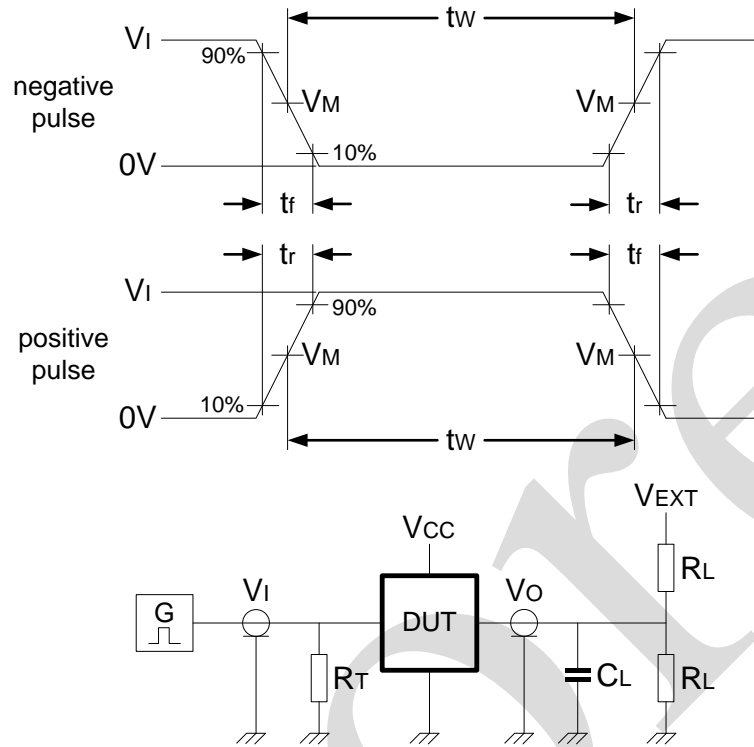 tW
VI
90%
negative
pulse
VM
VM
10%
0V
tf
tr
tr
tf
VI
90%
positive
pulse
VM
VM
10%
0V
tW
VEXT
VCC
RL
VI
VO
G
DUT
RT
CL
RL
ore